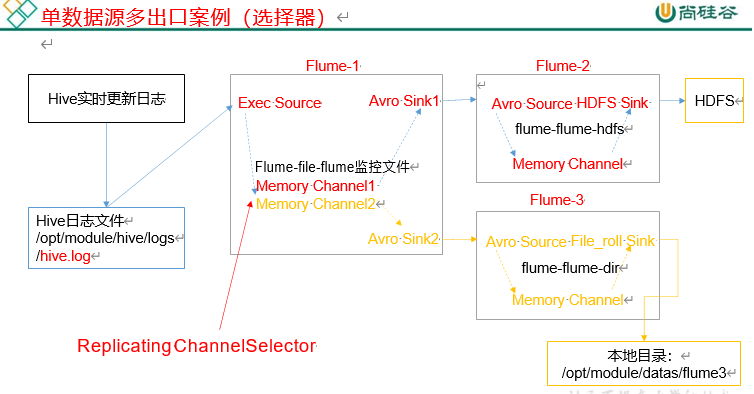 单数据源多出口案例（选择器）
尚硅谷
Hive实时更新日志
Hive日志文件
/opt/module/hive/logs
/hive.log
Flume-1
Exec Source
Avro Sink1
Flume-file-flume监控文件
Memory Channel1
Memory Channel2
Avro Sink2
Replicating ChannelSelector
Flume-2
Avro Source HDFS Sink
flume-flume-hdfs
Memory Channel
HDFS
Flume-3
Avro Source File_roll Sink
flume-flume-dir
Memory Channel
本地目录：
/opt/module/datas/flume3